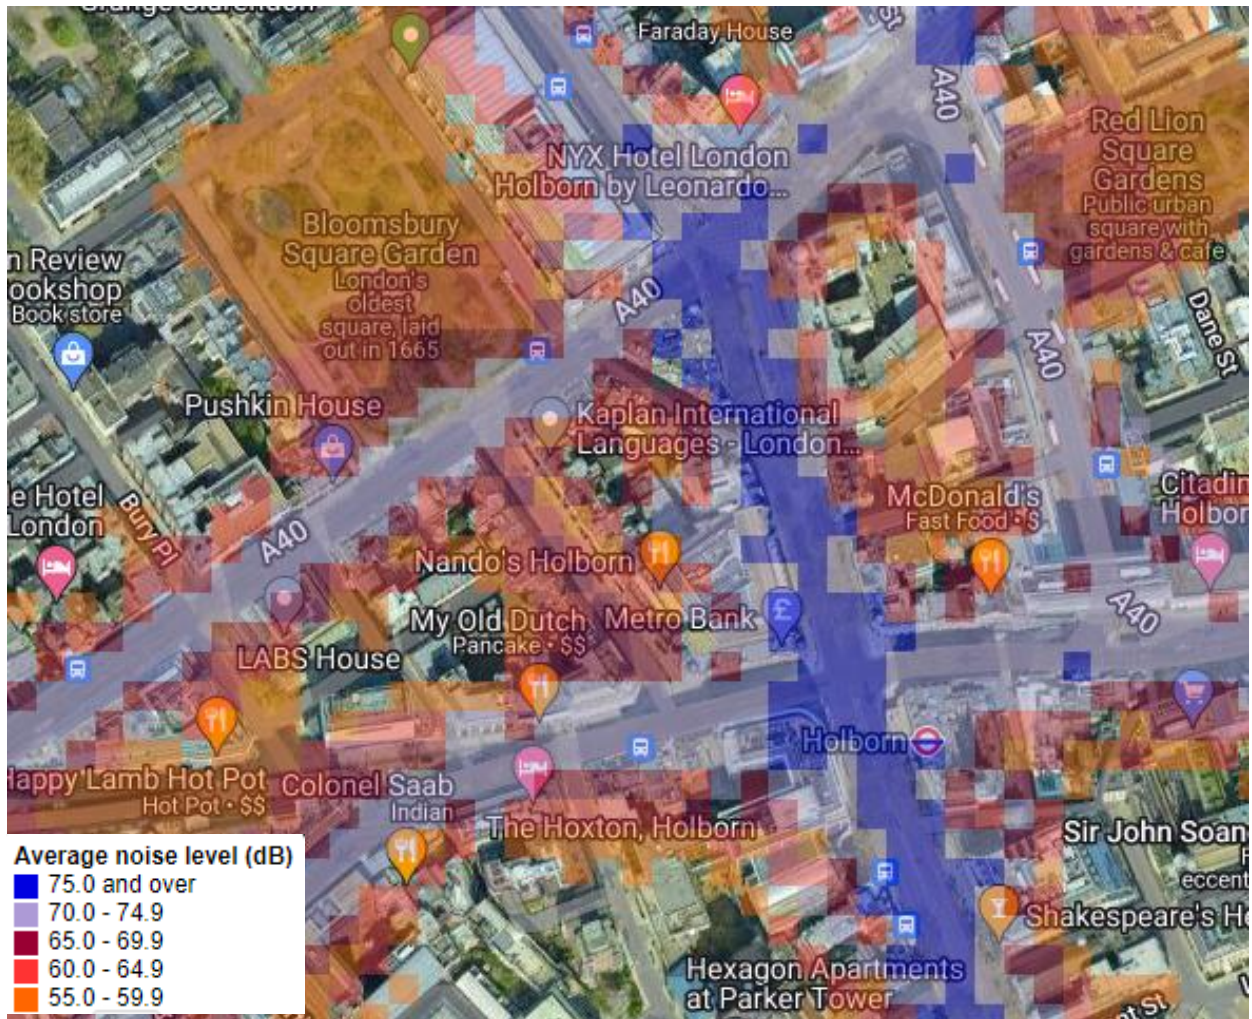 Faraday House
A40
NYX Hotel London
Holborn by Leonardo...
Red Lion
Square
Gardens
Public urban
square with
gardens & cafe
Bloomsbury
Square Garden
London's
oldest
square, laid
out in 1665
n Review
ookshop
Book store
A40
Dane St
A40
Pushkin House
Kaplan International
Languages - London...
e Hotel
London
Bury Pl
A40
McDonald's
Fast Food · $
Citadin
Holbor
Nando's Holborn
My Old Dutch
Pancake · $$
Metro Bank
£
A40
LABS House
Happy Lamb Hot Pot
Hot Pot · $$
Colonel Saab
Indian
Holborn
The Hoxton, Holborn
Sir John Soan
eccent
Shakespeare's H
Hexagon Apartments
at Parker Tower
Average noise level (dB)
75.0 and over
70.0 - 74.9
65.0 - 69.9
60.0 - 64.9
55.0 - 59.9